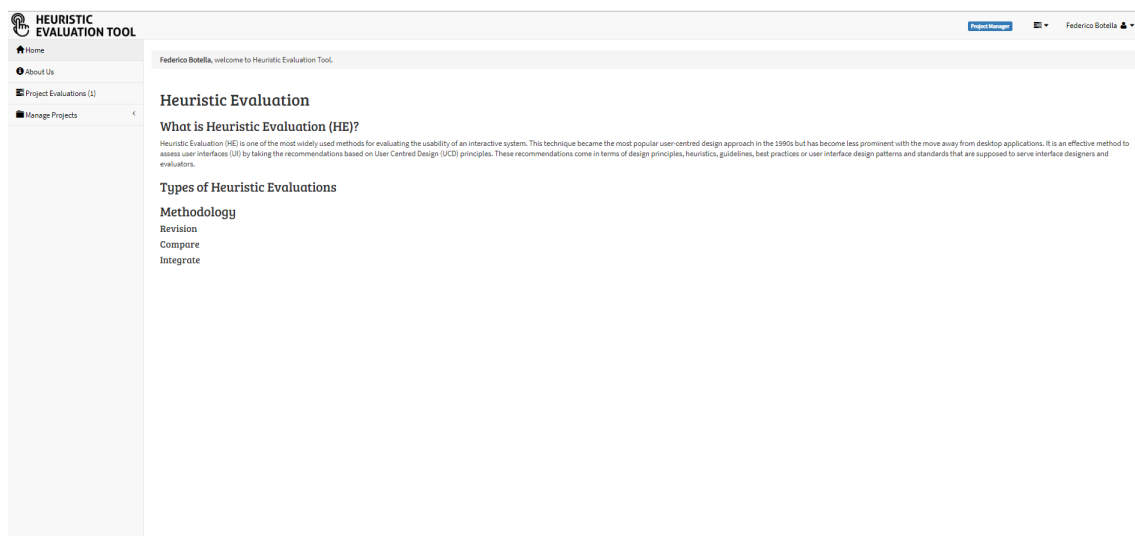 HEURISTIC
EVALUATION TOOL
Project Manager
Federico Botella
Home
About Us
Project Evaluations (1)
Manage Projects
Federico Botella, welcome to Heuristic Evaluation Tool.
Heuristic Evaluation
What is Heuristic Evaluation (HE)?
Heuristic Evaluation (HE) is one of the most widely used methods for evaluating the usability of an interactive system. This technique became the most popular user-centred design approach in the 1990s but has become less prominent with the move away from desktop applications. It is an effective method to
assess user interfaces (UI) by taking the recommendations based on User Centred Design (UCD) principles. These recommendations come in terms of design principles, heuristics, guidelines, best practices or user interface design patterns and standards that are supposed to serve interface designers and
evaluators.
Types of Heuristic Evaluations
Methodology
Revision
Compare
Integrate